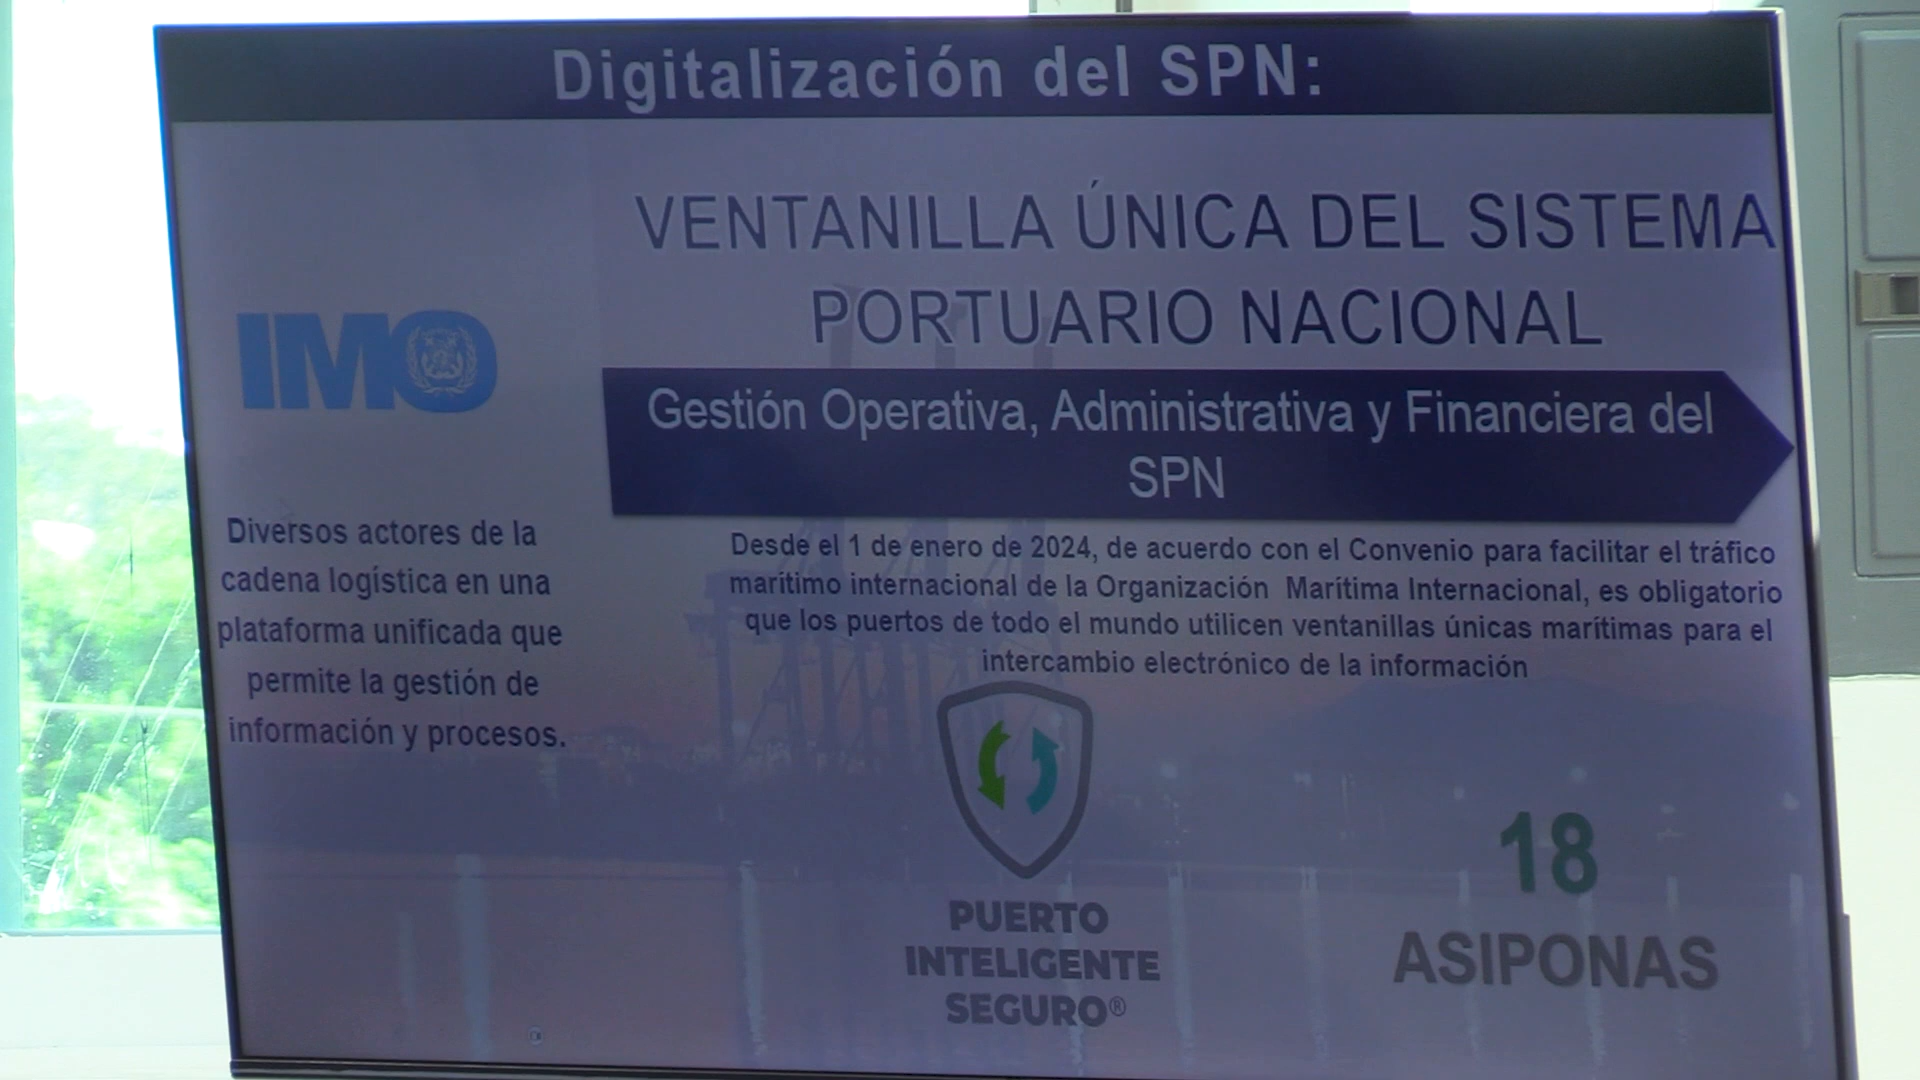 Digitalización del SPN:
VENTANILLA ÚNICA DEL SISTEMA
PORTUARIO NACIONAL
IMO
Gestión Operativa, Administrativa y Financiera del
SPN
Diversos actores de la
cadena logística en una
plataforma unificada que
permite la gestión de
información y procesos.
Desde el 1 de enero de 2024, de acuerdo con el Convenio para facilitar el tráfico
marítimo internacional de la Organización Marítima Internacional, es obligatorio
que los puertos de todo el mundo utilicen ventanillas únicas marítimas para el
intercambio electrónico de la información
PUERTO
INTELIGENTE
SEGURO®
18
ASIPONAS